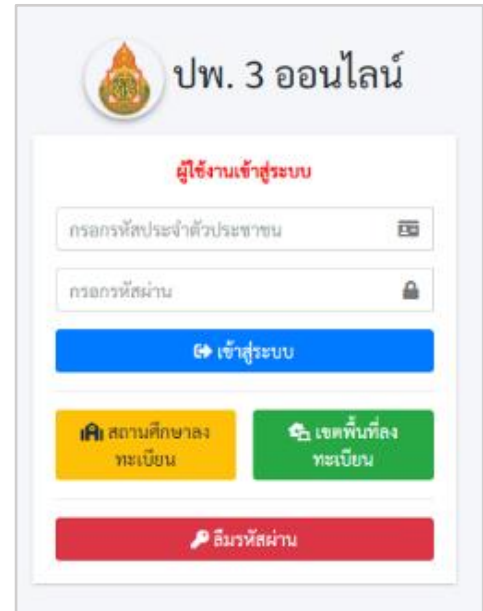 ปพ. 3 ออนไลน์
ผู้ใช้งานเข้าสู่ระบบ
กรอกรหัสประจำตัวประชาชน
กรอกรหัสผ่าน
เข้าสู่ระบบ
สถานศึกษาลง
ทะเบียน
เขตพื้นที่ลง
ทะเบียน
ลืมรหัสผ่าน